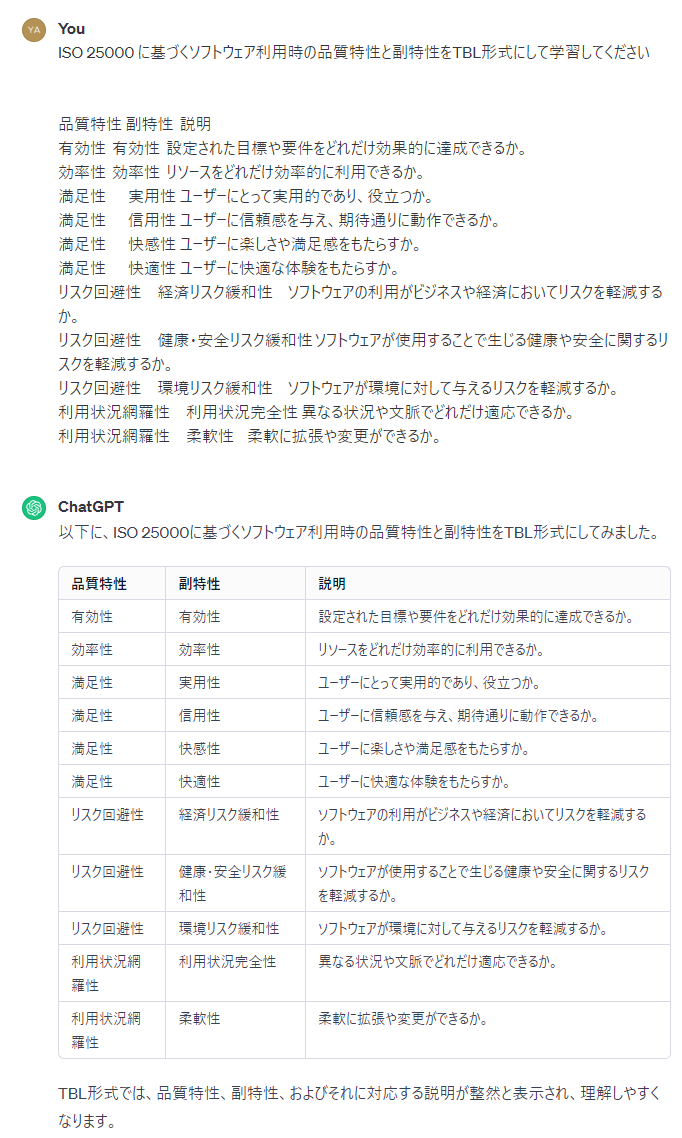 YA
You
ISO 25000 に基づくソフトウェア利用時の品質特性と副特性をTBL形式にして学習してください
品質特性 副特性 説明
有効性 有効性 設定された目標や要件をどれだけ効果的に達成できるか。
効率性 効率性 リソースをどれだけ効率的に利用できるか。
満足性 実用性 ユーザーにとって実用的であり、役立つか。
満足性 信用性 ユーザーに信頼感を与え、期待通りに動作できるか。
満足性 快感性 ユーザーに楽しさや満足感をもたらすか。
満足性 快適性 ユーザーに快適な体験をもたらすか。
リスク回避性 経済リスク緩和性 ソフトウェアの利用がビジネスや経済においてリスクを軽減する
か。
リスク回避性 健康・安全リスク緩和性 ソフトウェアが使用することで生じる健康や安全に関するリ
スクを軽減するか。
リスク回避性 環境リスク緩和性 ソフトウェアが環境に対して与えるリスクを軽減するか。
利用状況網羅性 利用状況完全性 異なる状況や文脈でどれだけ適応できるか。
利用状況網羅性 柔軟性 柔軟に拡張や変更ができるか。
ChatGPT
以下に、ISO 25000に基づくソフトウェア利用時の品質特性と副特性をTBL形式にしてみました。
品質特性 副特性 説明
有効性 有効性 設定された目標や要件をどれだけ効果的に達成できるか。
効率性 効率性 リソースをどれだけ効率的に利用できるか。
満足性 実用性 ユーザーにとって実用的であり、役立つか。
満足性 信用性 ユーザーに信頼感を与え、期待通りに動作できるか。
満足性 快感性 ユーザーに楽しさや満足感をもたらすか。
満足性 快適性 ユーザーに快適な体験をもたらすか。
リスク回避性 経済リスク緩和性 ソフトウェアの利用がビジネスや経済においてリスクを軽減する
か。
リスク回避性 健康・安全リスク緩 ソフトウェアが使用することで生じる健康や安全に関するリスク
和性 を軽減するか。
リスク回避性 環境リスク緩和性 ソフトウェアが環境に対して与えるリスクを軽減するか。
利用状況網 利用状況完全性 異なる状況や文脈でどれだけ適応できるか。
羅性
利用状況網 柔軟性 柔軟に拡張や変更ができるか。
羅性
TBL形式では、品質特性、副特性、およびそれに対応する説明が整然と表示され、理解しやすく
なります。